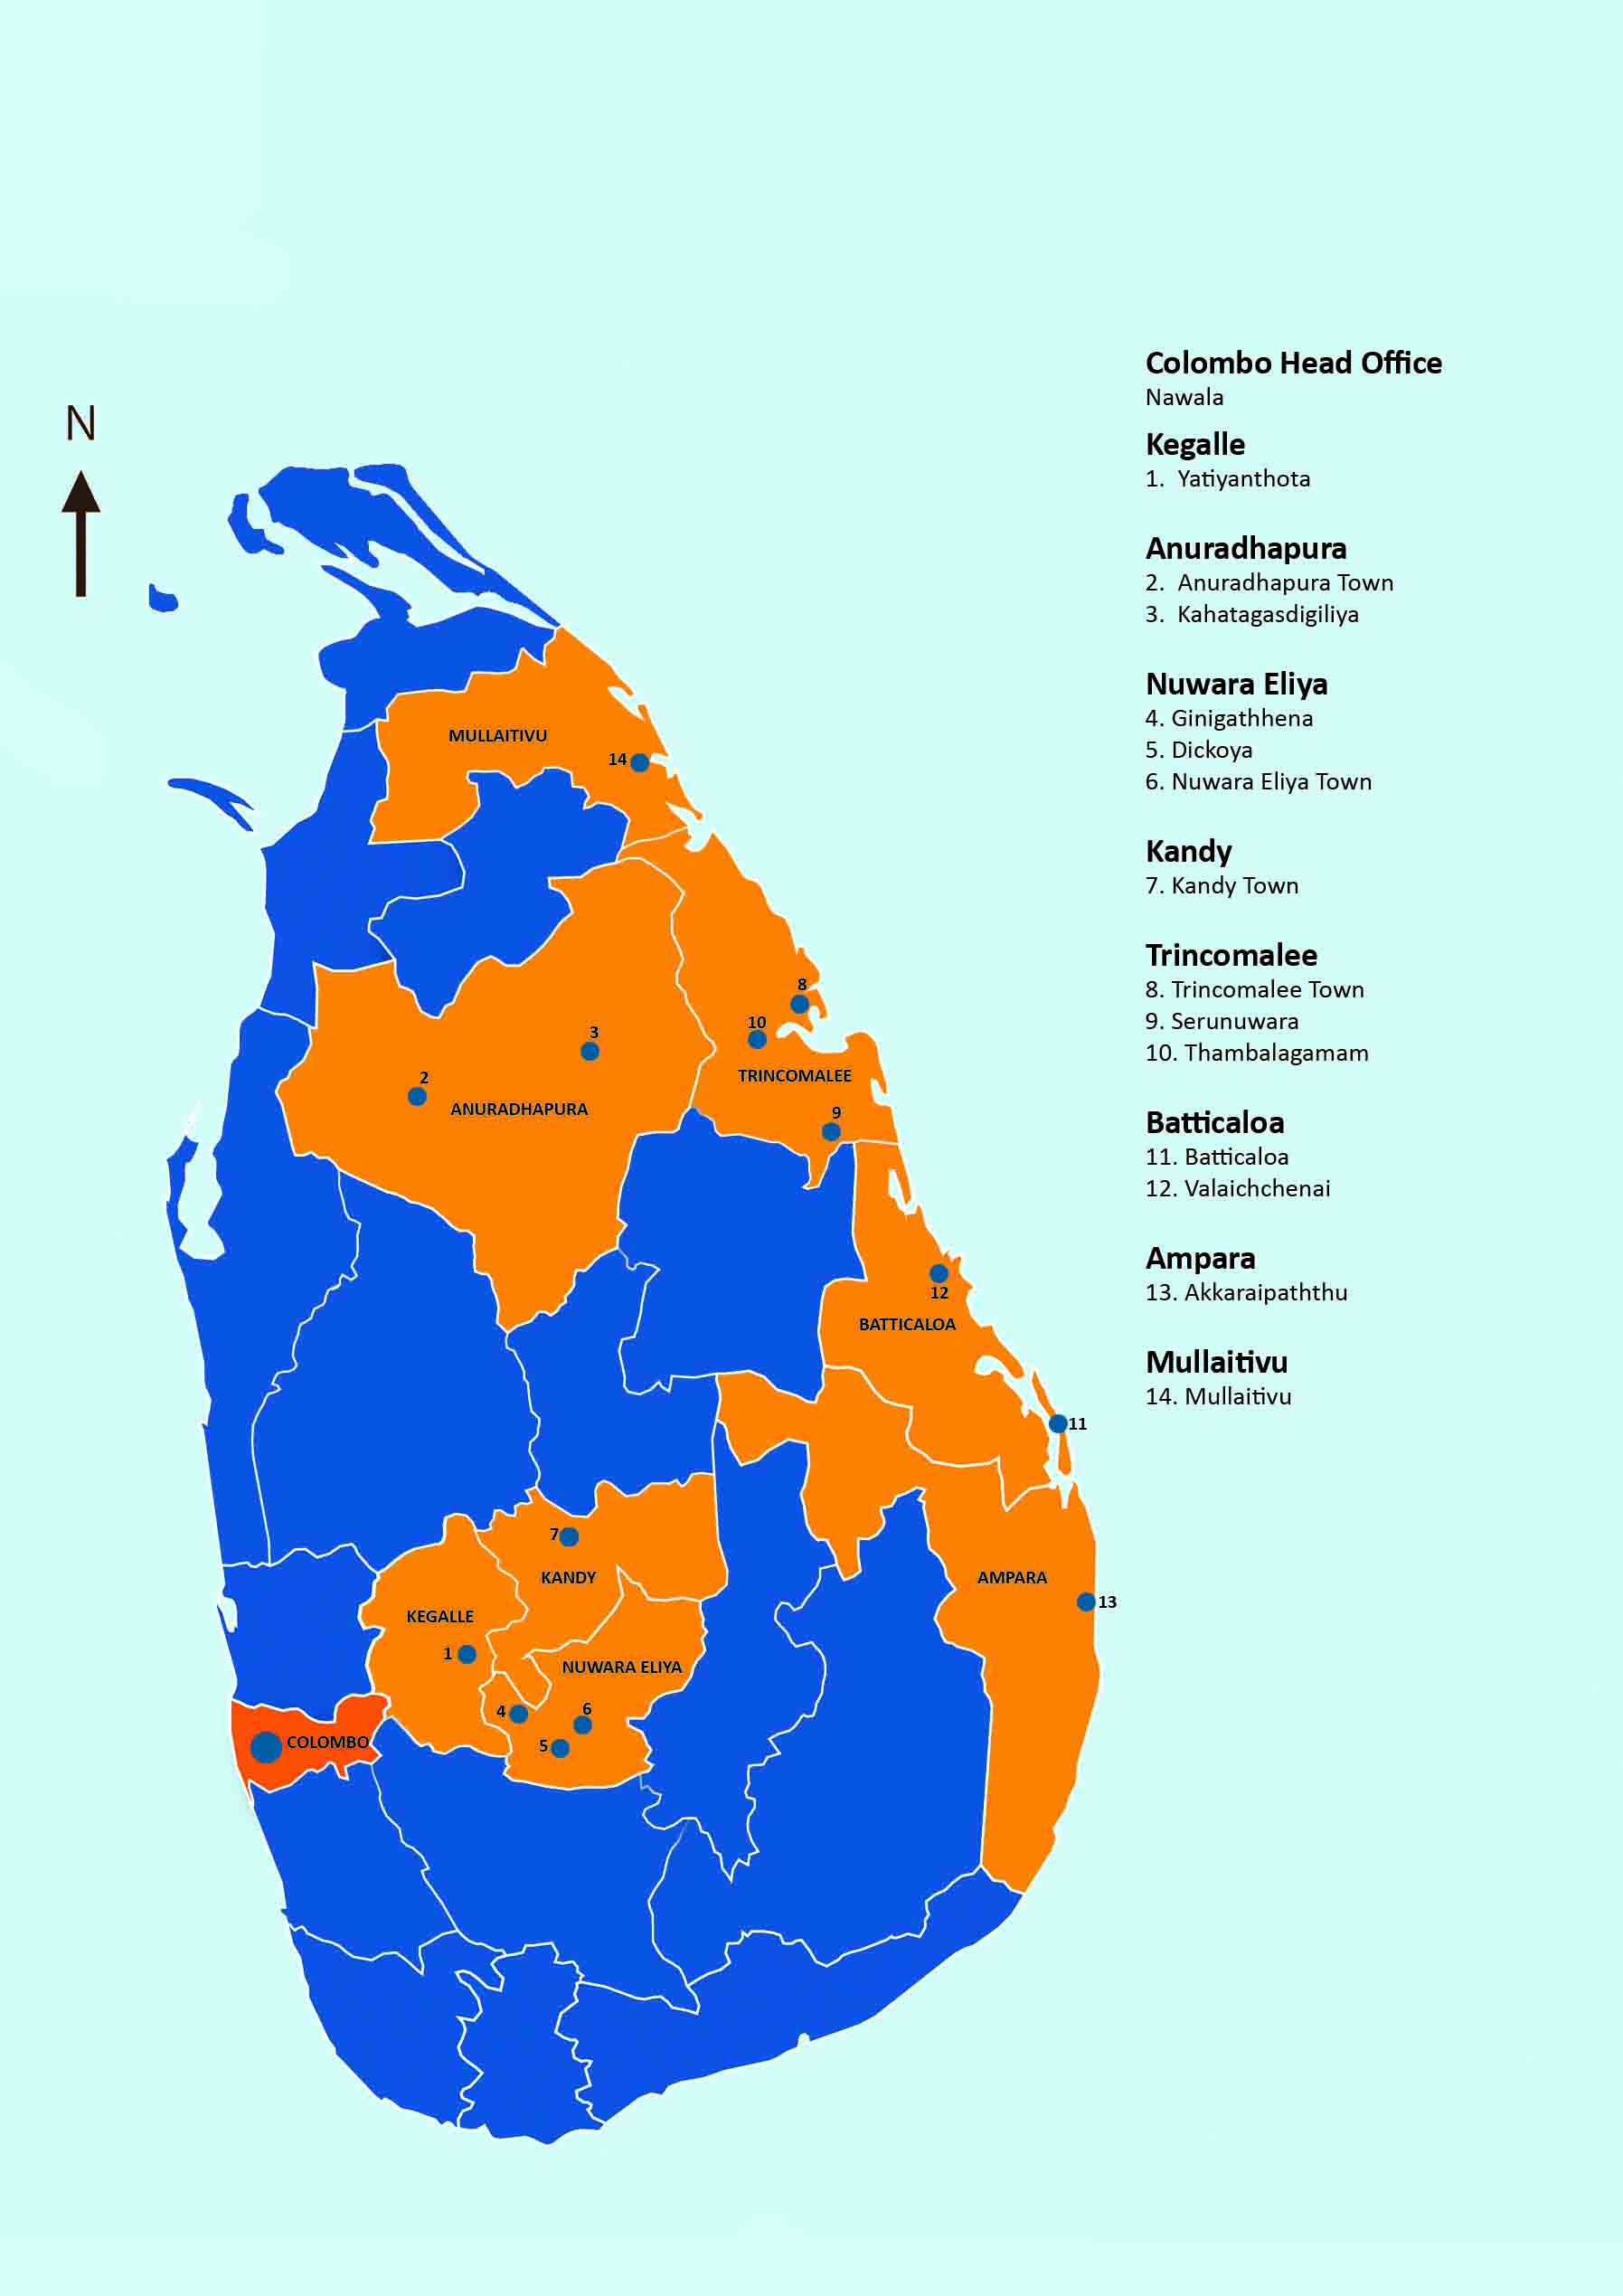 Colombo Head Office
Nawala
Kegalle
1. Yatiyanthota
Anuradhapura
2. Anuradhapura Town
3. Kahatagasdigiliya
Nuwara Eliya
4. Ginigathhena
5. Dickoya
6. Nuwara Eliya Town
Kandy
7. Kandy Town
Trincomalee
8. Trincomalee Town
9. Serunuwara
10. Thambalagamam
Batticaloa
11. Batticaloa
12. Valaichchenai
Ampara
13. Akkaraipaththu
Mullaitivu
14. Mullaitivu
N
MULLAITIVU
14
8
10
3
TRINCOMALEE
2
ANURADHAPURA
9
12
BATTICALOA
11
7
KANDY
AMPARA
13
KEGALLE
1
NUWARA ELIYA
4
6
5
COLOMBO